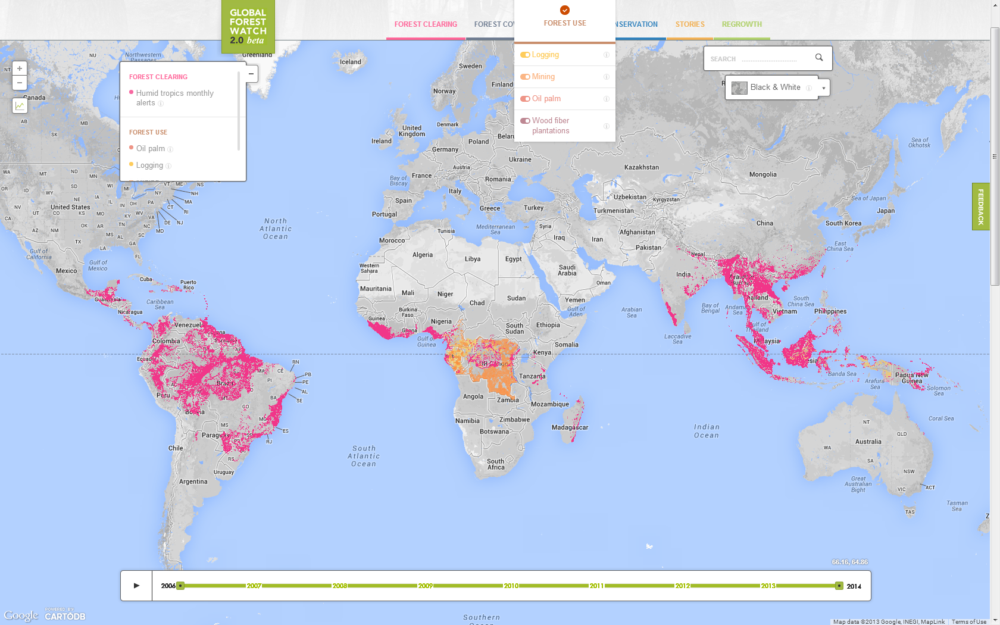 GLOBAL
FOREST
WATCH
2.0 beta
FOREST CLEARING
FOREST COV
FOREST USE
NSERVATION
STORIES
REGROWTH
Logging
Mining
Oil palm
Wood fiber
plantations
SEARCH
Black & White
FOREST CLEARING
Humid tropics monthly
alerts
FOREST USE
Oil palm
Logging
+
−
FEEDBACK
Greenland
Iceland
Sweden
Norway
Finland
United
Kingdom
Ireland
Denmark
Poland
Belaru
Germany
Ukraine
Austria
France
Romania
Bay of
Biscay
Italy
Spain
Portugal
Greece
Turkey
Kazakhstan
Mongolia
Uzbekistan
Kyrgyzstan
Turkmenistan
Sea of
Okhotsk
Sea of Japan
Japan
South Korea
China
East
China Sea
Northwestern
Passages
NU
NT
Canada
AB
MB
SK
WA
MT
ND
MN
OR
ID
SD
WI
MI
VT
ME
NS
WY
NE
IA
NY
NH
MA
NV
UT
CO
United States
KS
MO
IL
IN
OH
PA
CT
RI
KY
WV
VA
NJ
DE
MD
CA
AZ
NM
OK
AR
TN
NC
TX
MS
AL
SC
GA
LA
FL
Gulf of
California
Gulf of
Mexico
Mexico
Cuba
Puerto
Rico
Guatemala
Caribbean
Sea
Nicaragua
North
Atlantic
Ocean
Mediterranean
Sea
Tunisia
Morocco
Algeria
Libya
Egypt
Western
Sahara
Mauritania
Mali
Niger
Chad
Sudan
Burkina
Faso
Guinea
Ghana
Nigeria
Gulf of
Guinea
South
Sudan
Ethiopia
Somalia
Kenya
DR Congo
Tanzania
Angola
Zambia
Mozambique
Namibia
Zimbabwe
Botswana
Madagascar
South
Africa
Syria
Iraq
Iran
Afghanistan
Pakistan
Saudi
Arabia
Oman
Yemen
Gulf of
Aden
Arabian
Sea
Nepal
India
Bay of
Bengal
Laccadive
Sea
Thailand
Vietnam
South
China Sea
Philippines
Gulf of
Thailand
Malaysia
Banda Sea
Arafura
Sea
Papua New
Guinea
Solomon
Sea
Coral Sea
Indian
Ocean
NT
QLD
WA
Australia
SA
NSW
Great
Australian
Bight
VIC
ACT
TAS
Tasman
Sea
Venezuela
Colombia
Ecuad
Peru
Brazil
Bolivia
Paraguay
Chile
Argentina
Uruguay
AP
MA
CE
RN
PB
PE
PI
AL
SE
BA
GO
MG
MS
ES
RJ
RS
South
Atlantic
Ocean
Southern
66.16, 64.86
2006
2007
2008
2009
2010
2011
2012
2013
2014
Google
POWERED BY
CARTODB
Map data ©2013 Google, INEGI, MapLink
Terms of Use